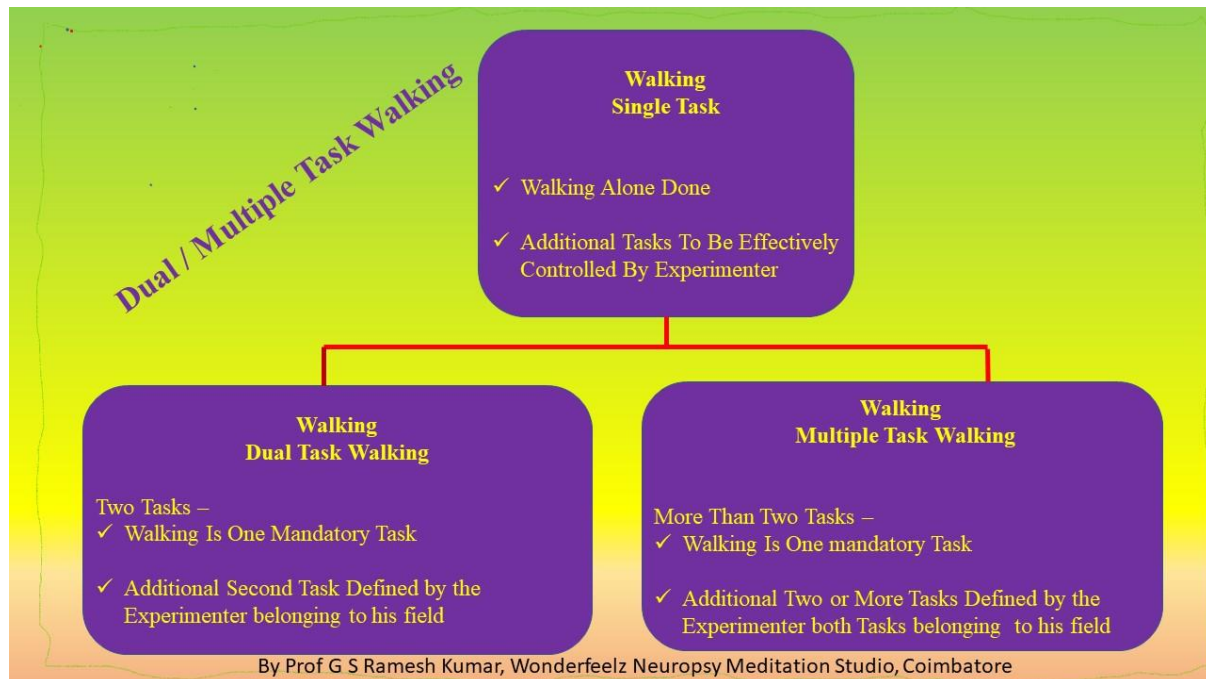 Dual / Multiple Task Walking
Walking
Single Task
✓ Walking Alone Done
✓ Additional Tasks To Be Effectively
Controlled By Experimenter
Walking
Dual Task Walking
Two Tasks –
✓ Walking Is One Mandatory Task
✓ Additional Second Task Defined by the
Experimenter belonging to his field
Walking
Multiple Task Walking
More Than Two Tasks –
✓ Walking Is One mandatory Task
✓ Additional Two or More Tasks Defined by the
Experimenter both Tasks belonging to his field
By Prof G S Ramesh Kumar, Wonderfeelz Neuropsy Meditation Studio, Coimbatore